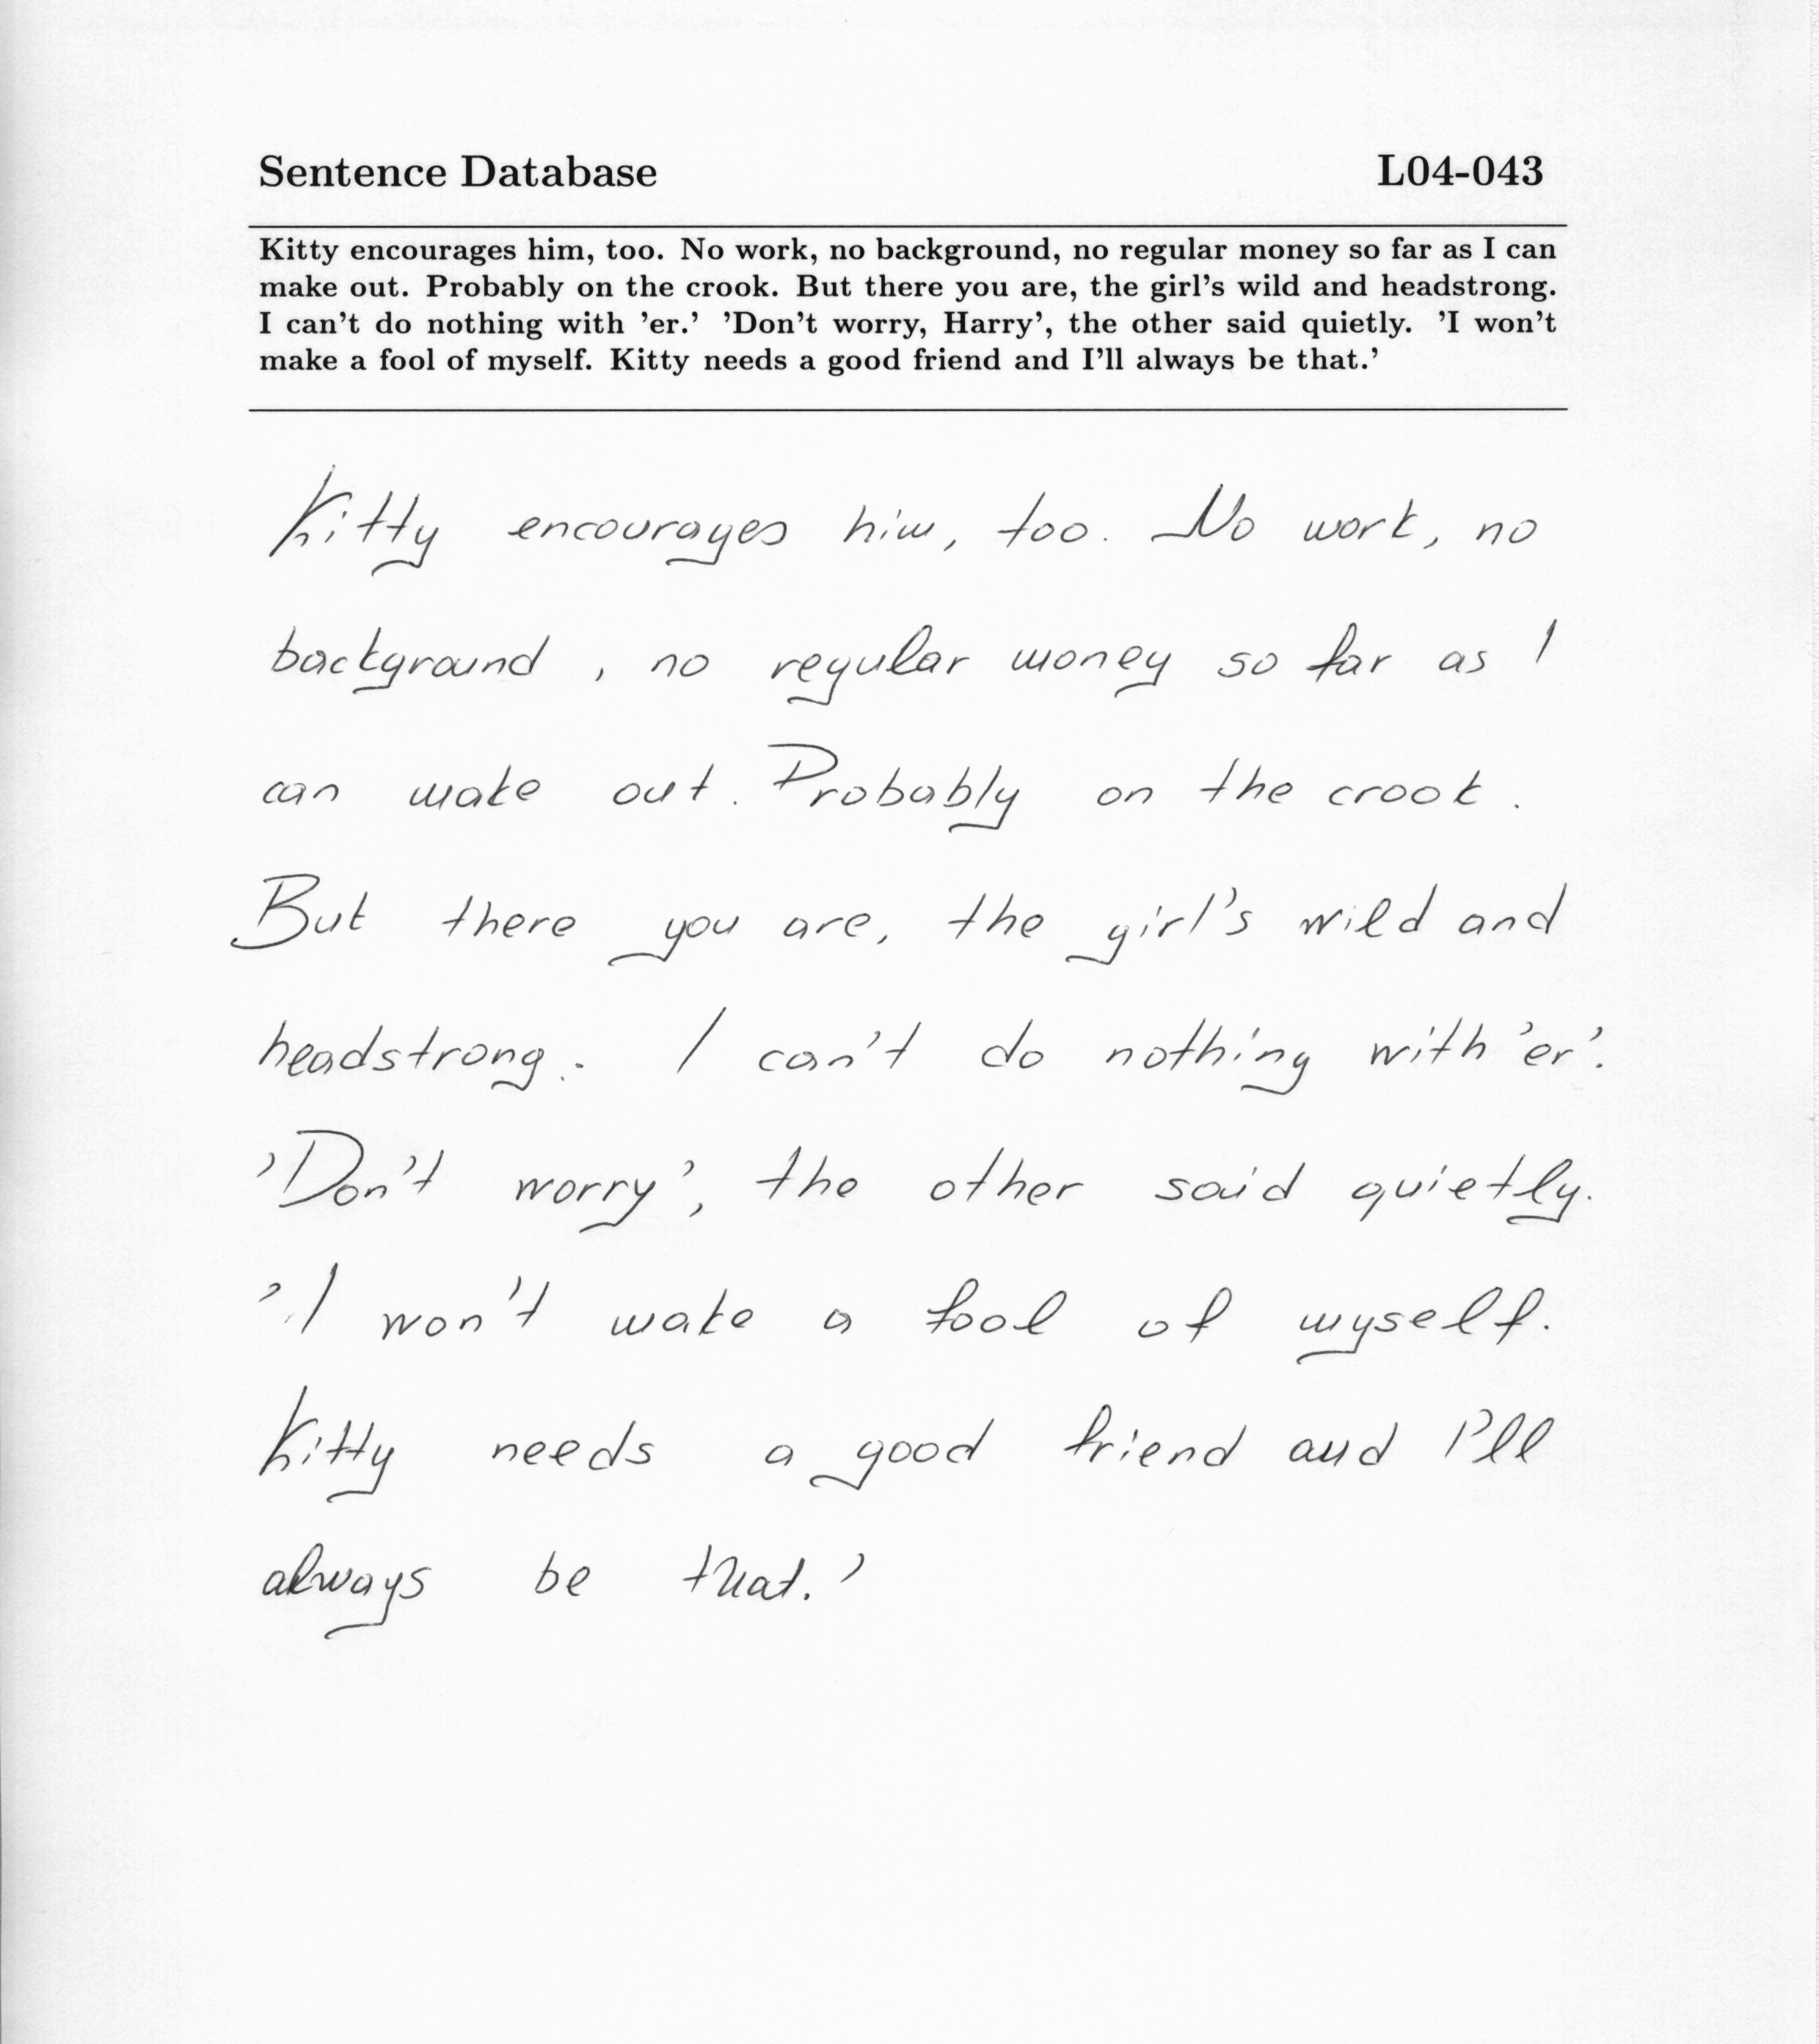 Sentence Database L04-043
Kitty encourages him, too. No work, no background, no regular money so far as I can
make out. Probably on the crook. But there you are, the girl's wild and headstrong.
I can't do nothing with 'er.' 'Don't worry, Harry', the other said quietly. 'I won't
make a fool of myself. Kitty needs a good friend and I'll always be that.'
Kitty encourages him, too. No work, no
background, no regular money so far as I
can make out. Probably on the crook.
But there you are, the girl's wild and
headstrong. I can't do nothing with 'er'.
'Don't worry', the other said quietly.
'I won't make a fool of myself.
Kitty needs a good friend and I'll
always be that.'